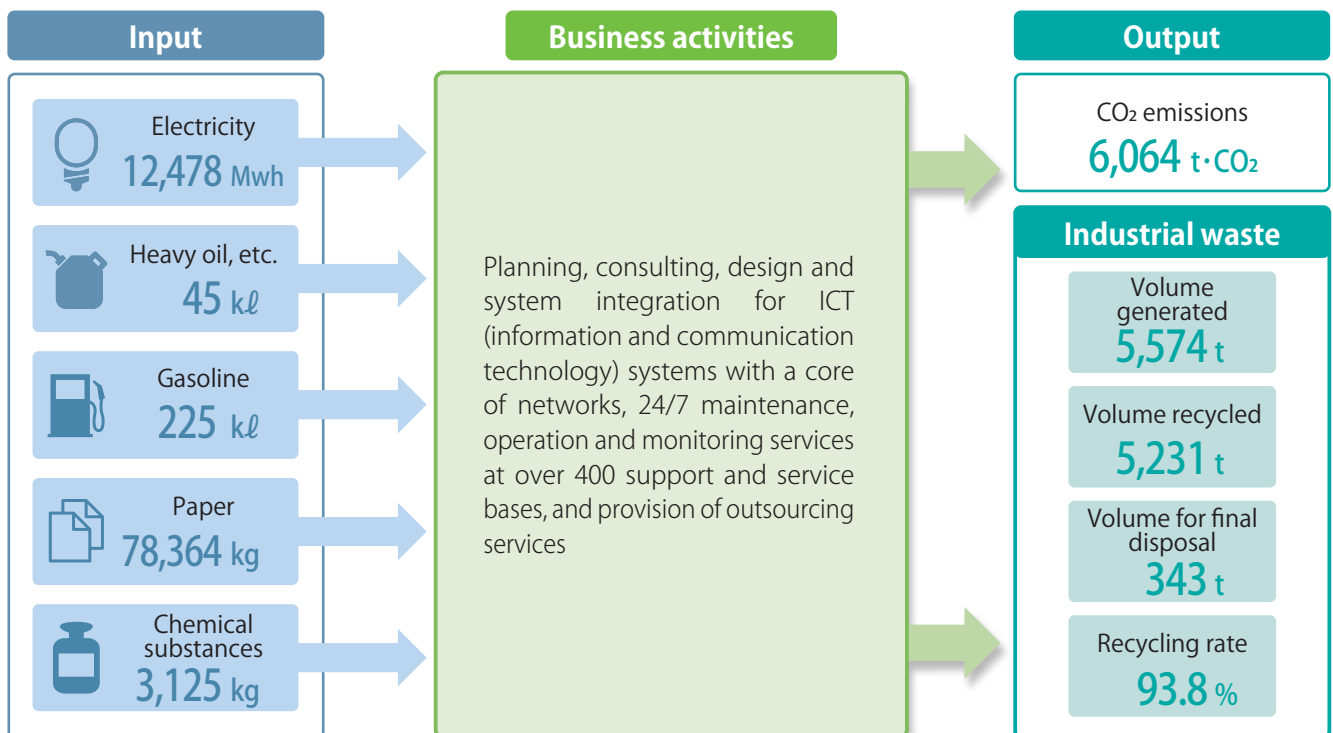 Input
Electricity
12,478 Mwh
Heavy oil, etc.
45 kℓ
Gasoline
225 kℓ
Paper
78,364 kg
Chemical
substances
3,125 kg
Business activities
Planning, consulting, design and
system integration for ICT
(information and communication
technology) systems with a core
of networks, 24/7 maintenance,
operation and monitoring services
at over 400 support and service
bases, and provision of outsourcing
services
Output
CO₂ emissions
6,064 t·CO₂
Industrial waste
Volume
generated
5,574 t
Volume recycled
5,231 t
Volume for final
disposal
343 t
Recycling rate
93.8 %